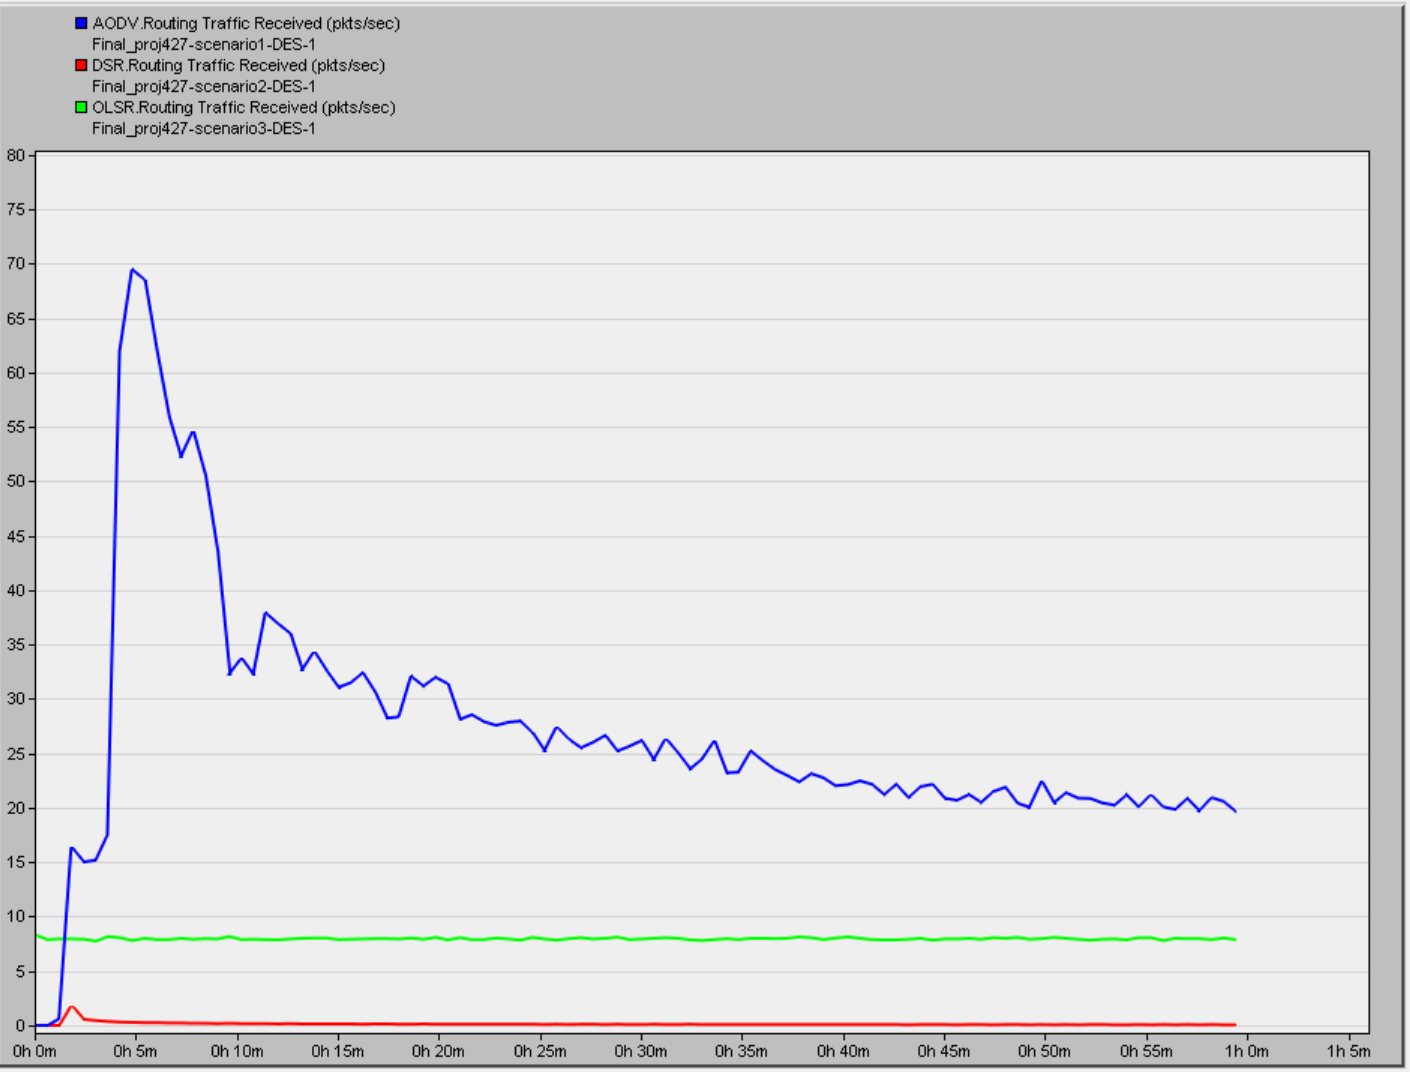 AODV.Routing Traffic Received (pkts/sec)
Final_proj427-scenario1-DES-1
DSR.Routing Traffic Received (pkts/sec)
Final_proj427-scenario2-DES-1
OLSR.Routing Traffic Received (pkts/sec)
Final_proj427-scenario3-DES-1
80
75
70
65
60
55
50
45
40
35
30
25
20
15
10
5
0
0h 0m 0h 5m 0h 10m 0h 15m 0h 20m 0h 25m 0h 30m 0h 35m 0h 40m 0h 45m 0h 50m 0h 55m 1h 0m 1h 5m